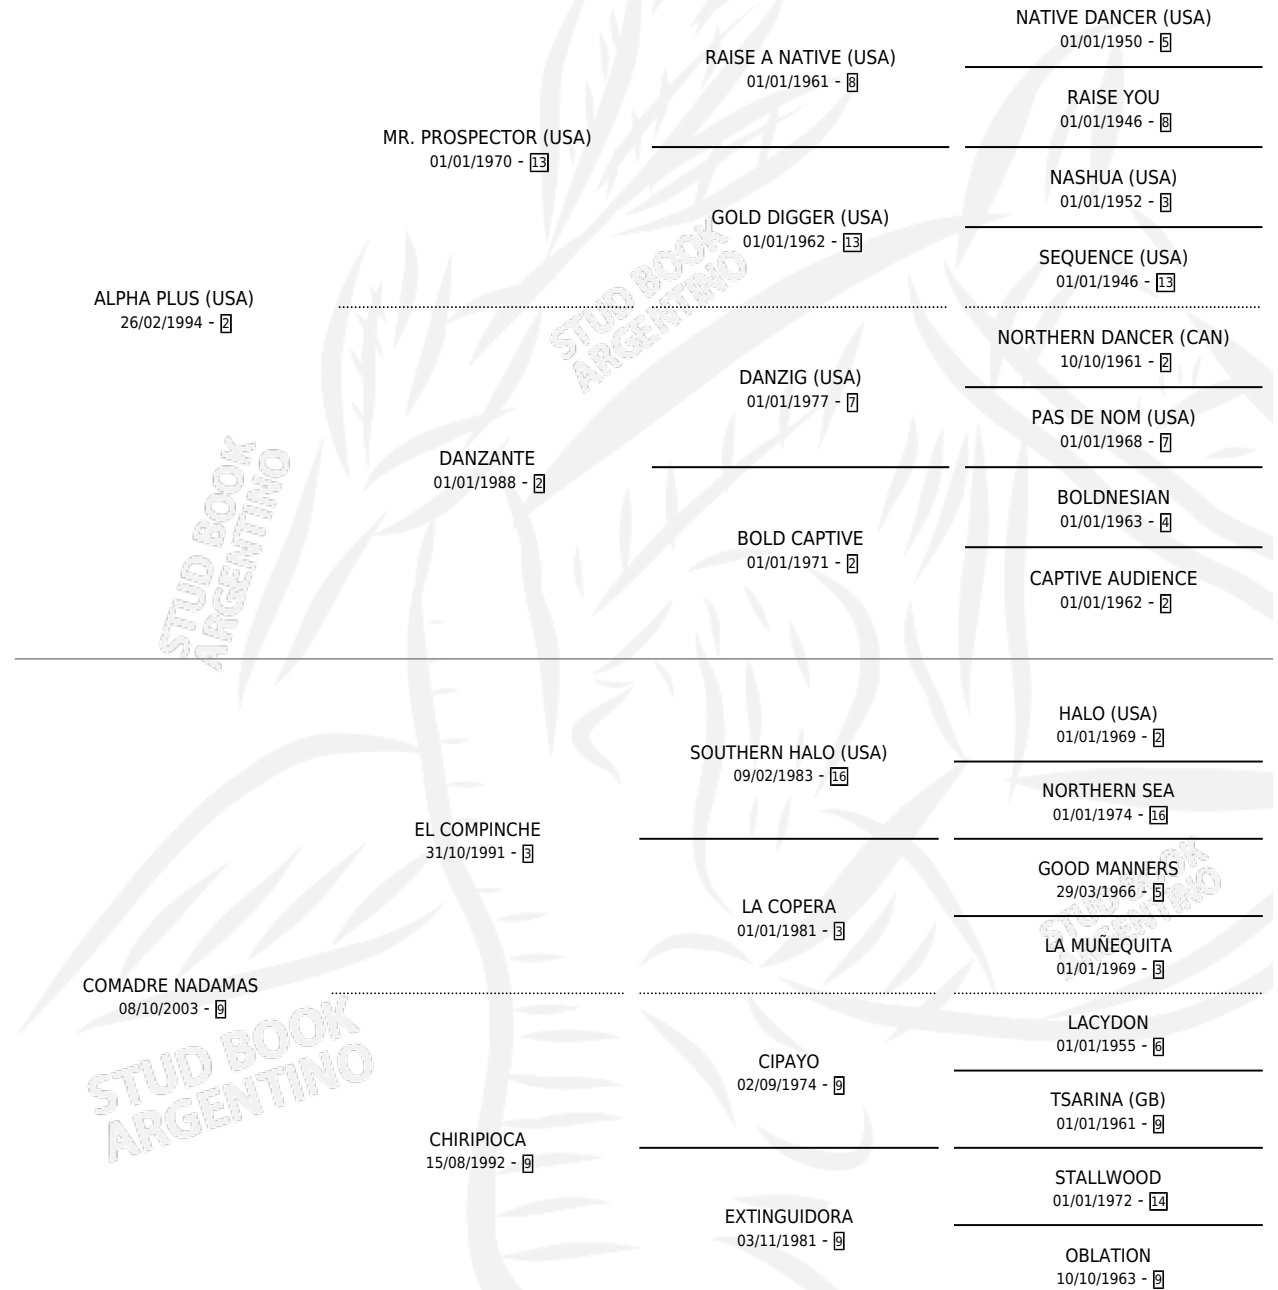 NATIVE DANCER (USA)
01/01/1950 - 5
RAISE A NATIVE (USA)
01/01/1961 - 8
RAISE YOU
01/01/1946 - 8
MR. PROSPECTOR (USA)
01/01/1970 - 13
NASHUA (USA)
01/01/1952 - 3
GOLD DIGGER (USA)
01/01/1962 - 13
SEQUENCE (USA)
01/01/1946 - 13
ALPHA PLUS (USA)
26/02/1994 - 2
NORTHERN DANCER (CAN)
10/10/1961 - 2
DANZIG (USA)
01/01/1977 - 7
PAS DE NOM (USA)
01/01/1968 - 7
DANZANTE
01/01/1988 - 2
BOLDNESIAN
01/01/1963 - 4
BOLD CAPTIVE
01/01/1971 - 2
CAPTIVE AUDIENCE
01/01/1962 - 2
HALO (USA)
01/01/1969 - 2
SOUTHERN HALO (USA)
09/02/1983 - 16
NORTHERN SEA
01/01/1974 - 16
EL COMPINCHE
31/10/1991 - 3
GOOD MANNERS
29/03/1966 - 5
LA COPERA
01/01/1981 - 3
LA MUÑEQUITA
01/01/1969 - 3
COMADRE NADAMAS
08/10/2003 - 9
LACYDON
01/01/1955 - 6
CIPAYO
02/09/1974 - 9
TSARINA (GB)
01/01/1961 - 9
CHIRIPIOCA
15/08/1992 - 9
STALLWOOD
01/01/1972 - 14
EXTINGUIDORA
03/11/1981 - 9
OBLATION
10/10/1963 - 9
STUD BOOK
ARGENTINO
STUD BOOK
ARGENTINO
STUD BOOK
ARGENTINO
STUD BOOK
ARGENTINO